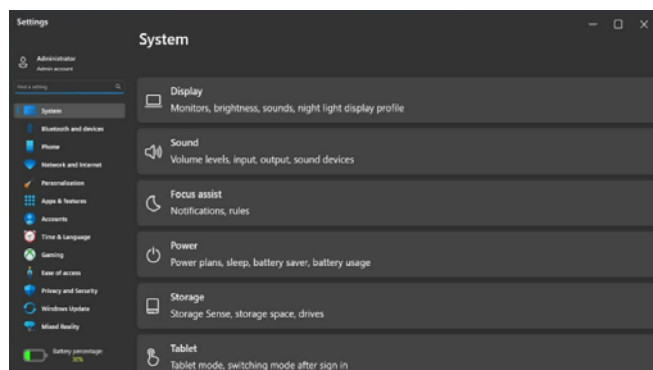 Settings
System
Administrator
Admin account
Find a setting
System
Bluetooth and devices
Phone
Network and Internet
Personalization
Apps & features
Accounts
Time & Language
Gaming
Ease of access
Privacy and Security
Windows Update
Mixed Reality
Battery percentage:
30%
Display
Monitors, brightness, sounds, night light display profile
Sound
Volume levels, input, output, sound devices
Focus assist
Notifications, rules
Power
Power plans, sleep, battery saver, battery usage
Storage
Storage Sense, storage space, drives
Tablet
Tablet mode, switching mode after sign in